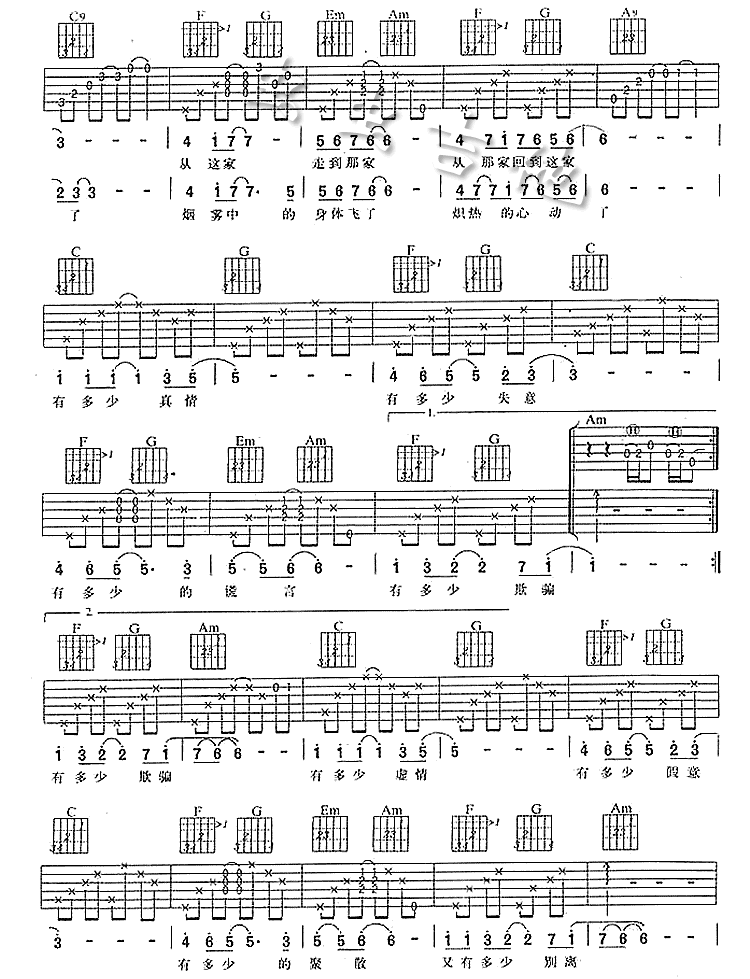 C9 F G Em Am F G A9
3 - - - | 4 1 7 7 | 5 6 7 6 6 | 4 7 1 7 6 5 6 | 6 - - -
从 这家 走到那家 从 那家回到这家
2 3 3 - - | 4 1 7 7· 5 | 5 6 7 6 6 | 4 7 7 1 7 6 5 6 | 6 - - -
了 烟 雾中 的 身体飞了 炽热 的心 动 了
C G F G C
1 1 1 1 1 3 5 | 5 - - - | 4 6 5 5 2 3 | 3 - - -
有 多少 真情 有 多少 失意
1.
F G Em Am F G Am
4 6 5 5· 3 | 5 5 6 6 - | 1 3 2 2 7 1 | 1 - - -
有 多少 的 谎 言 有 多少 欺骗
2.
F G Am C G F G
1 3 2 2 7 1 | 7 6 6 - - | 1 1 1 1 3 5 | 5 - - - | 4 6 5 5 2 3
有 多少 欺骗 有 多少 虚情 有 多少 假意
C F G Em Am F G Am
3 - - - | 4 6 5 5· 3 | 5 5 6 6 - | 1 3 2 2 7 1 | 7 6 6 - -
有 多少 的 聚 散 又 有多少 别离